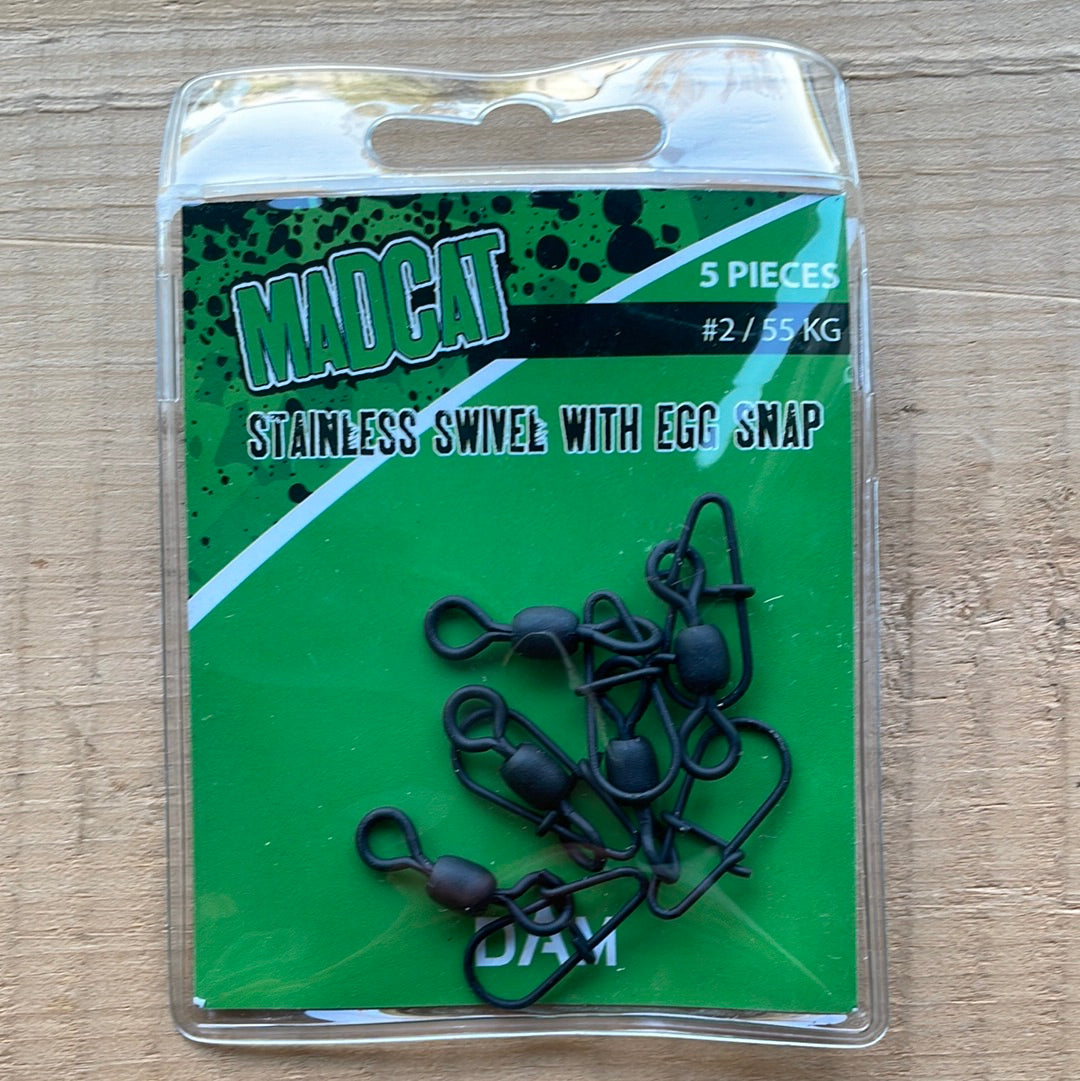 MADCAT
5 PIECES
#2 / 55 KG
STAINLESS SWIVEL WITH EGG SNAP
DAM